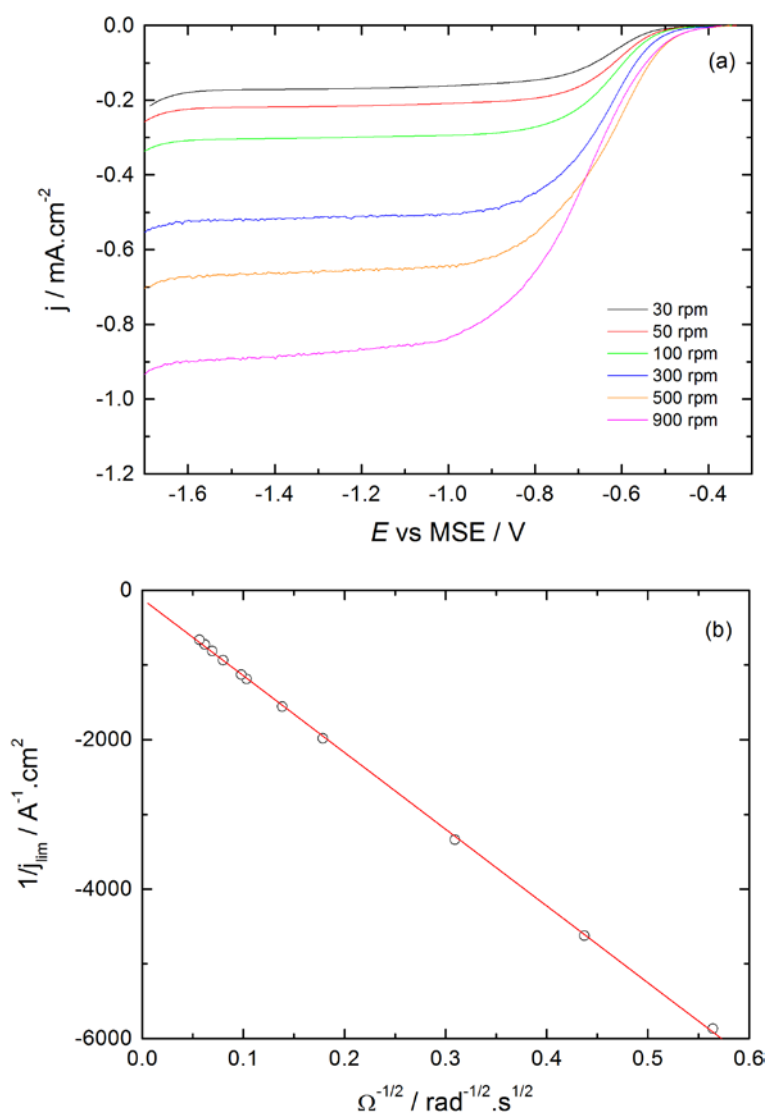 (a)
0.0
-0.2
-0.4
-0.6
-0.8
-1.0
-1.2
j / mA.cm⁻²
30 rpm
50 rpm
100 rpm
300 rpm
500 rpm
900 rpm
-1.6 -1.4 -1.2 -1.0 -0.8 -0.6 -0.4
E vs MSE / V
(b)
0
-2000
-4000
-6000
1/j_lim / A⁻¹.cm²
0.0 0.1 0.2 0.3 0.4 0.5 0.6
Ω⁻¹/² / rad⁻¹/².s¹/²